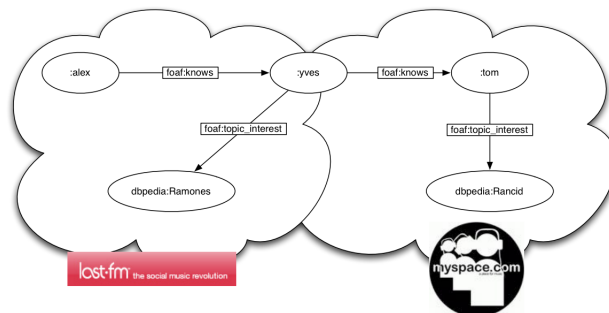 :alex
foaf:knows
:yves
foaf:knows
:tom
foaf:topic_interest
foaf:topic_interest
dbpedia:Ramones
dbpedia:Rancid
last·fm the social music revolution
myspace.com